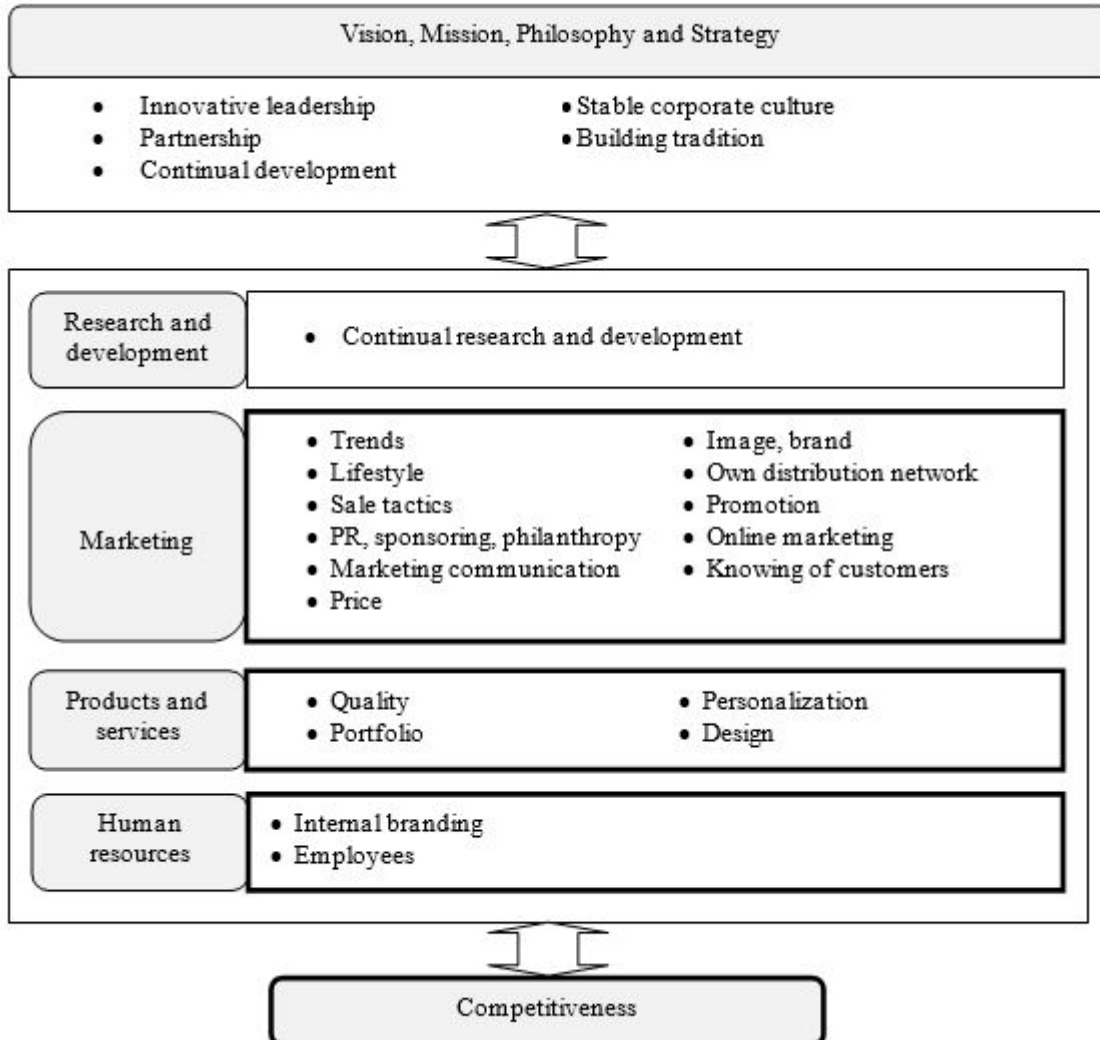 Vision, Mission, Philosophy and Strategy
• Innovative leadership
• Partnership
• Continual development
• Stable corporate culture
• Building tradition
Research and
development
• Continual research and development
Marketing
• Trends
• Lifestyle
• Sale tactics
• PR, sponsoring, philanthropy
• Marketing communication
• Price
• Image, brand
• Own distribution network
• Promotion
• Online marketing
• Knowing of customers
Products and
services
• Quality
• Portfolio
• Personalization
• Design
Human
resources
• Internal branding
• Employees
Competitiveness